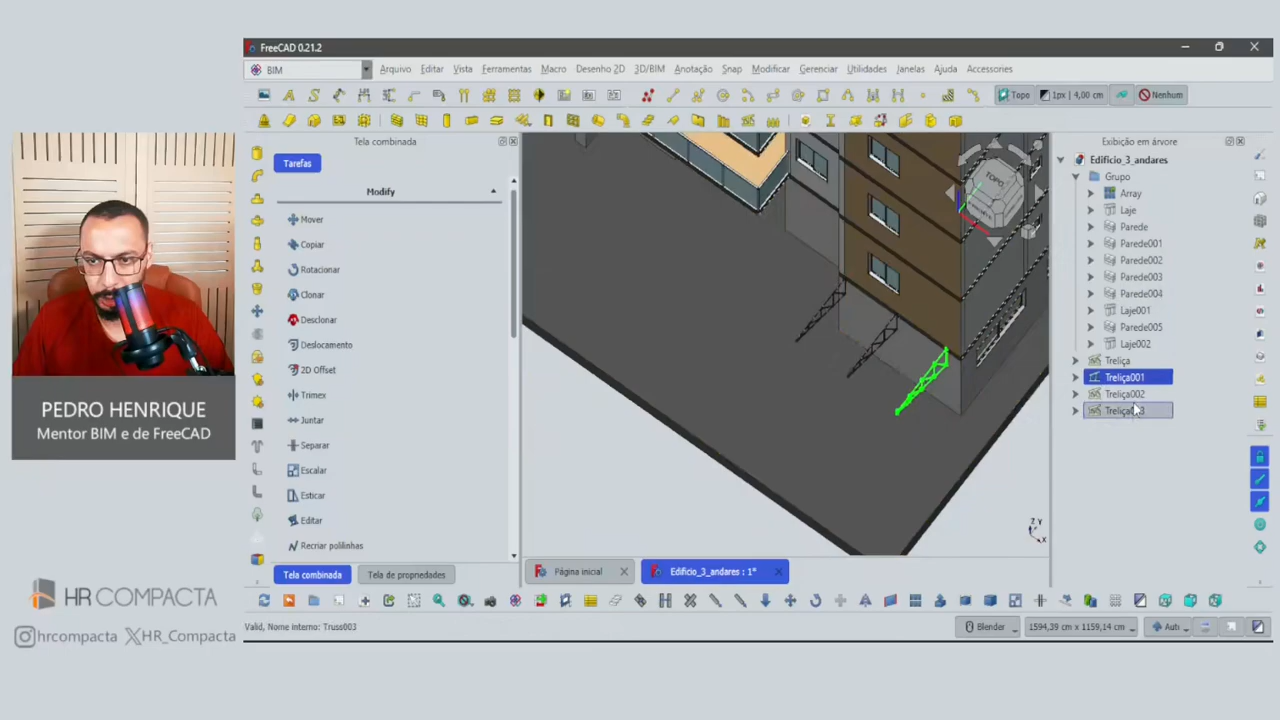 FreeCAD 0.21.2
BIM
Arquivo Editar Vista Ferramentas Macro Desenho 2D 3D/BIM Anotação Snap Modificar Gerenciar Utilidades Janelas Ajuda Accessories
Topo 1px | 4,00 cm Nenhum
Tela combinada
Exibição em árvore
Tarefas
Modify
Mover
Copiar
Rotacionar
Clonar
Desclonar
Deslocamento
2D Offset
Trimex
Juntar
Separar
Escalar
Esticar
Editar
Recriar polilinhas
TOPO
Z Y
X
Edificio_3_andares
Grupo
Array
Laje
Parede
Parede001
Parede002
Parede003
Parede004
Laje001
Parede005
Laje002
Treliça
Treliça001
Treliça002
PEDRO HENRIQUE
Mentor BIM e de FreeCAD
Tela combinada Tela de propriedades
Página inicial
Edificio_3_andares : 1*
HR COMPACTA
hrcompacta HR_Compacta
Valid, Nome interno: Truss003
Blender 1594,39 cm x 1159,14 cm